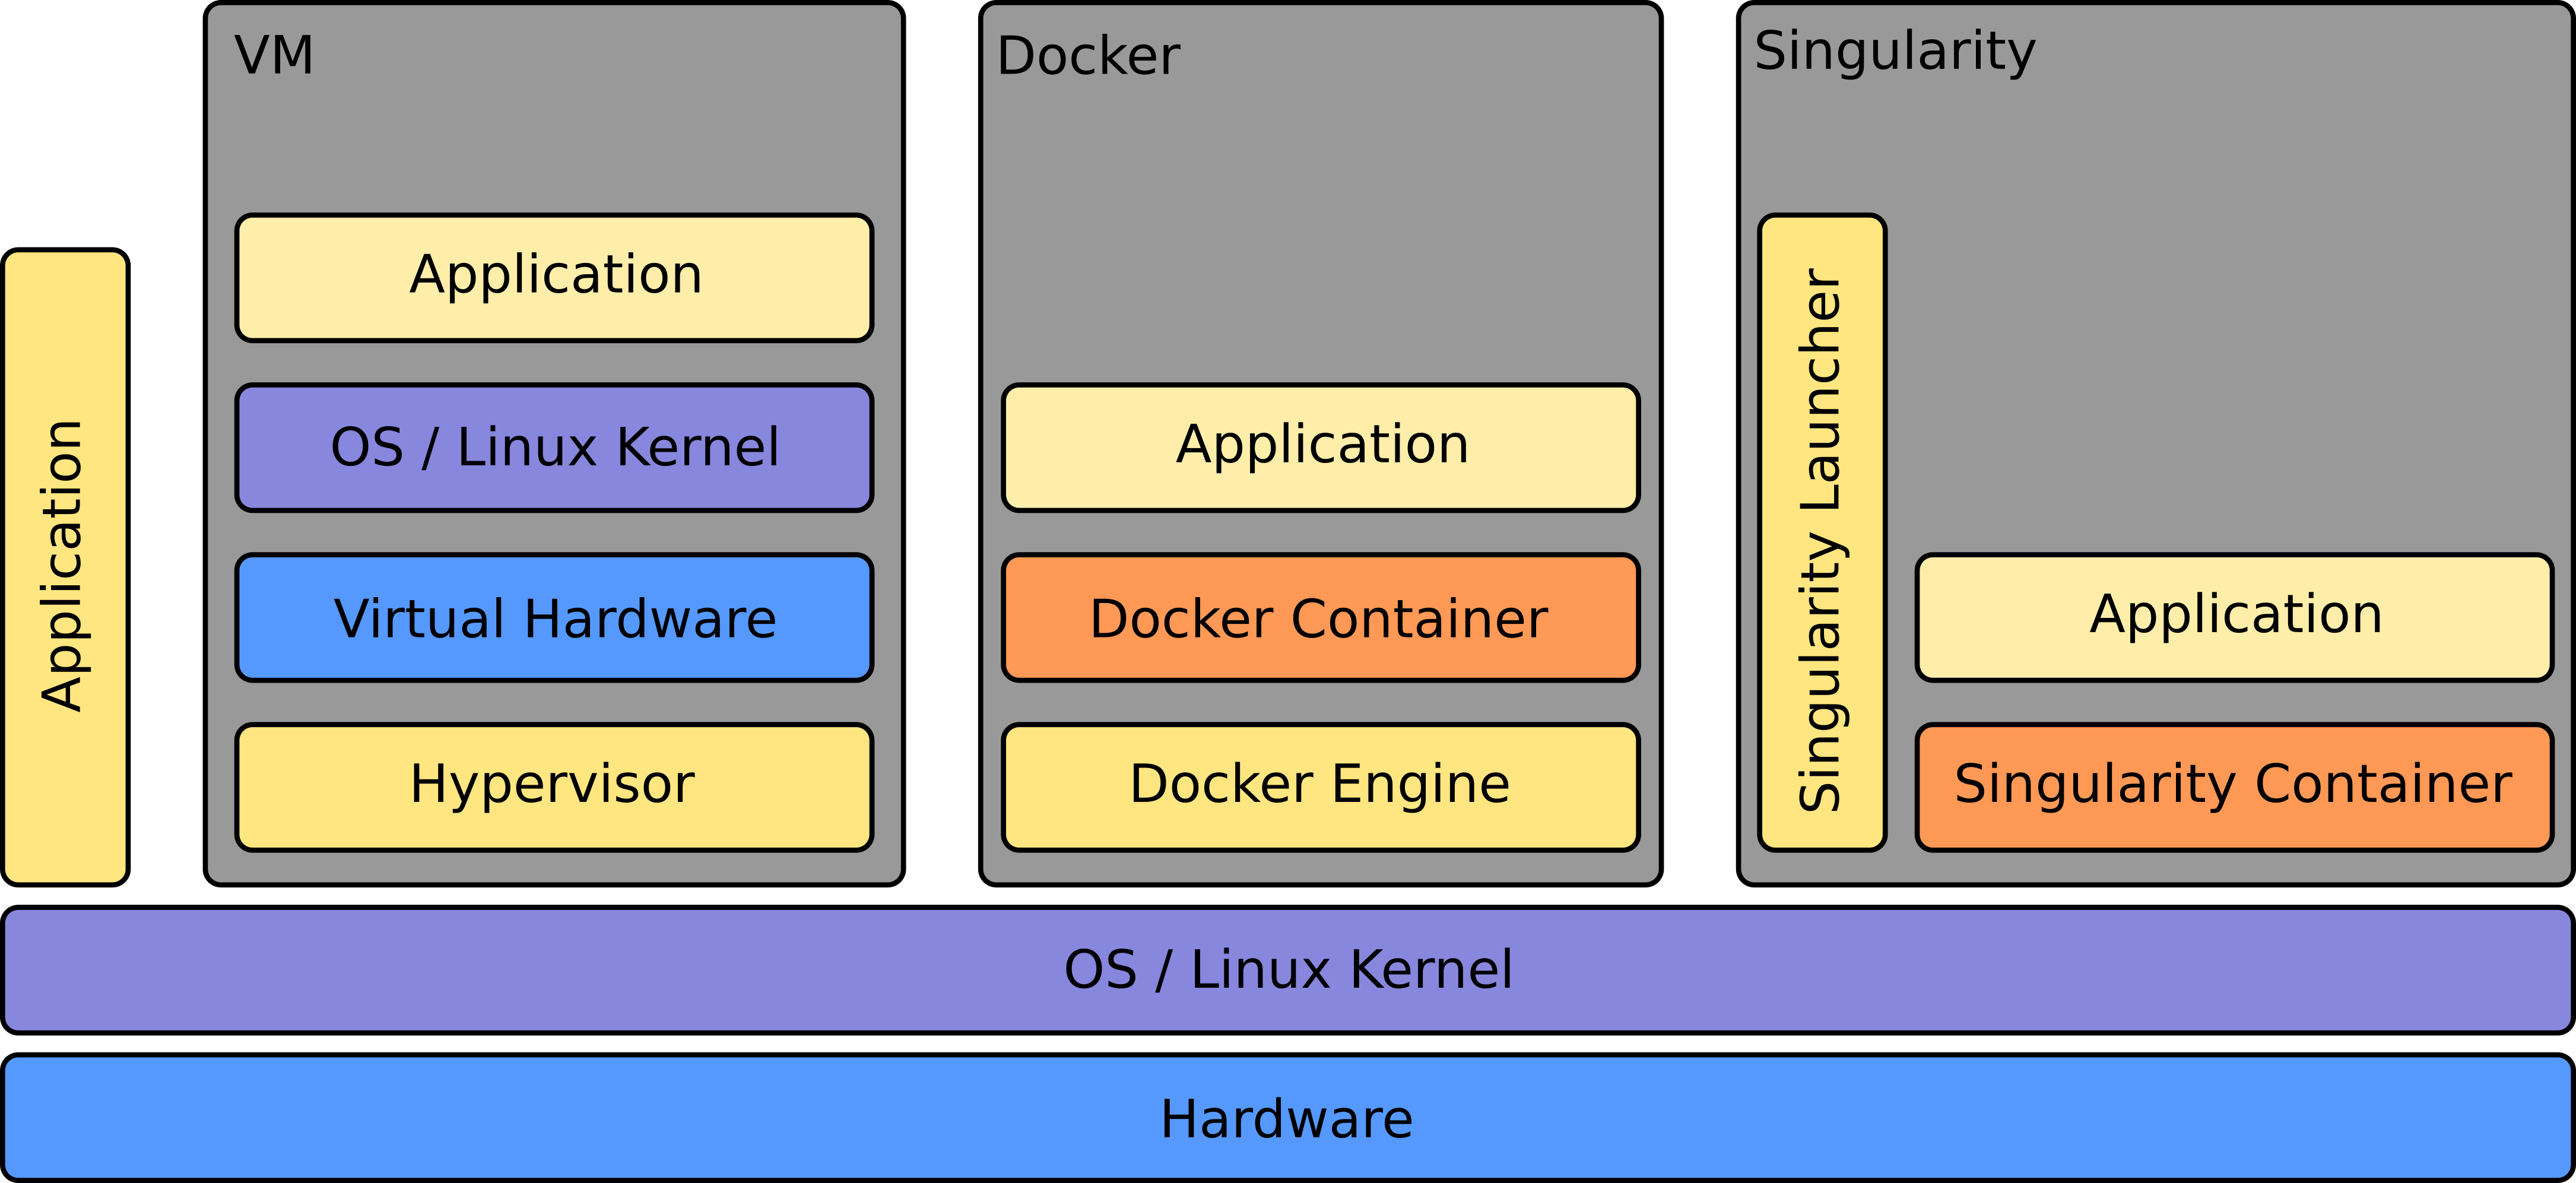 Application
VM
Application
OS / Linux Kernel
Virtual Hardware
Hypervisor
Docker
Application
Docker Container
Docker Engine
Singularity
Singularity Launcher
Application
Singularity Container
OS / Linux Kernel
Hardware